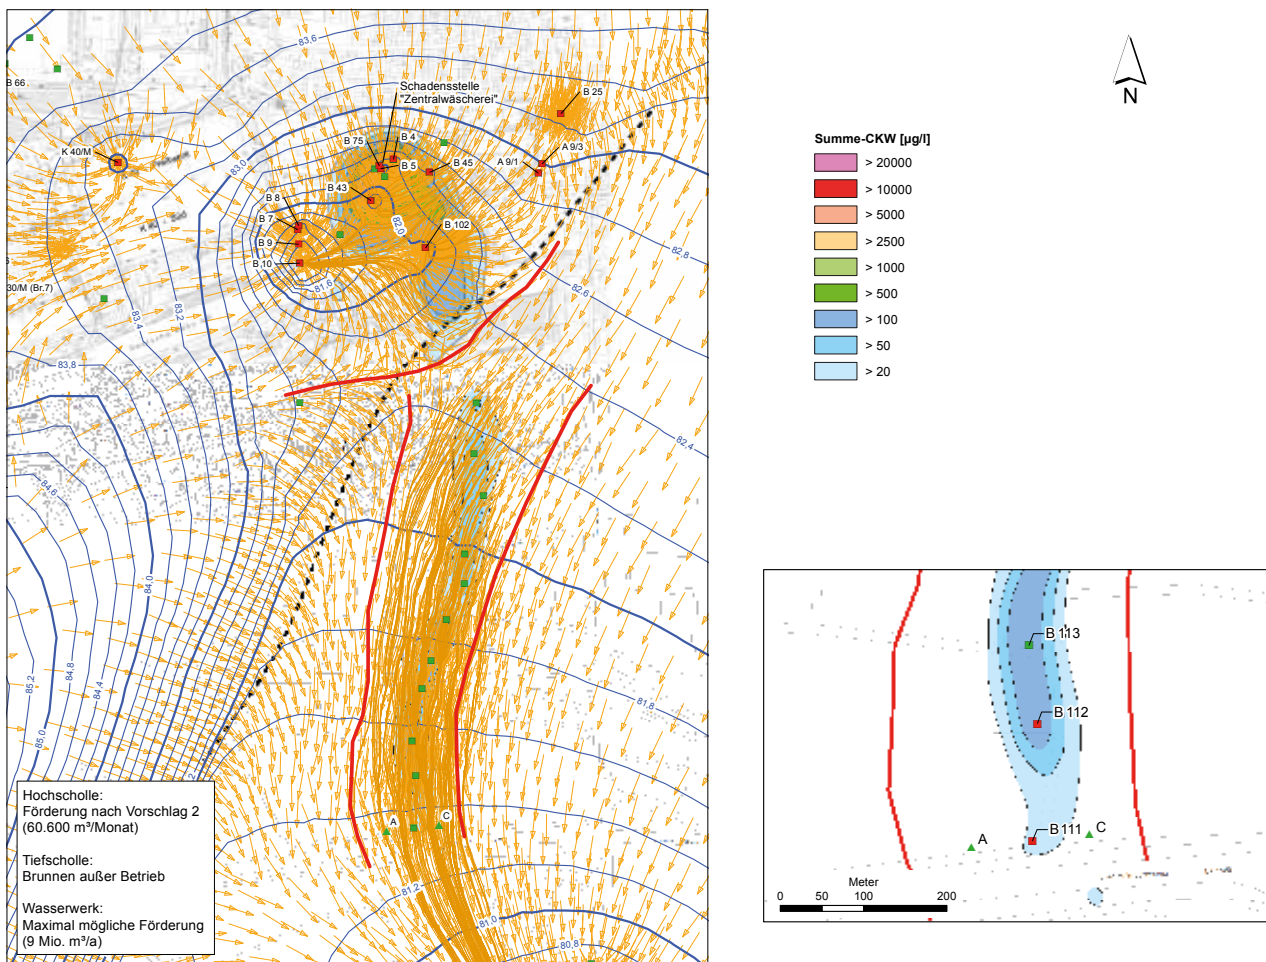 83,6
B 66
B 25
Schadensstelle
"Zentralwäscherei"
K 40/M
B 75
B 4
B 5
B 45
A 9/3
A 9/1
83,0
B 43
B 8
B 7
B 9
B 10
B 102
82,0
82,8
82,6
81,6
30/M (Br.7)
83,4
83,2
83,8
82,4
84,6
84,0
84,8
84,4
85,2
85,0
81,8
A
C
81,2
81,0
80,8
Hochscholle:
Förderung nach Vorschlag 2
(60.600 m³/Monat)
Tiefscholle:
Brunnen außer Betrieb
Wasserwerk:
Maximal mögliche Förderung
(9 Mio. m³/a)
N
Summe-CKW [µg/l]
> 20000
> 10000
> 5000
> 2500
> 1000
> 500
> 100
> 50
> 20
B 113
B 112
B 111
A
C
Meter
0 50 100 200